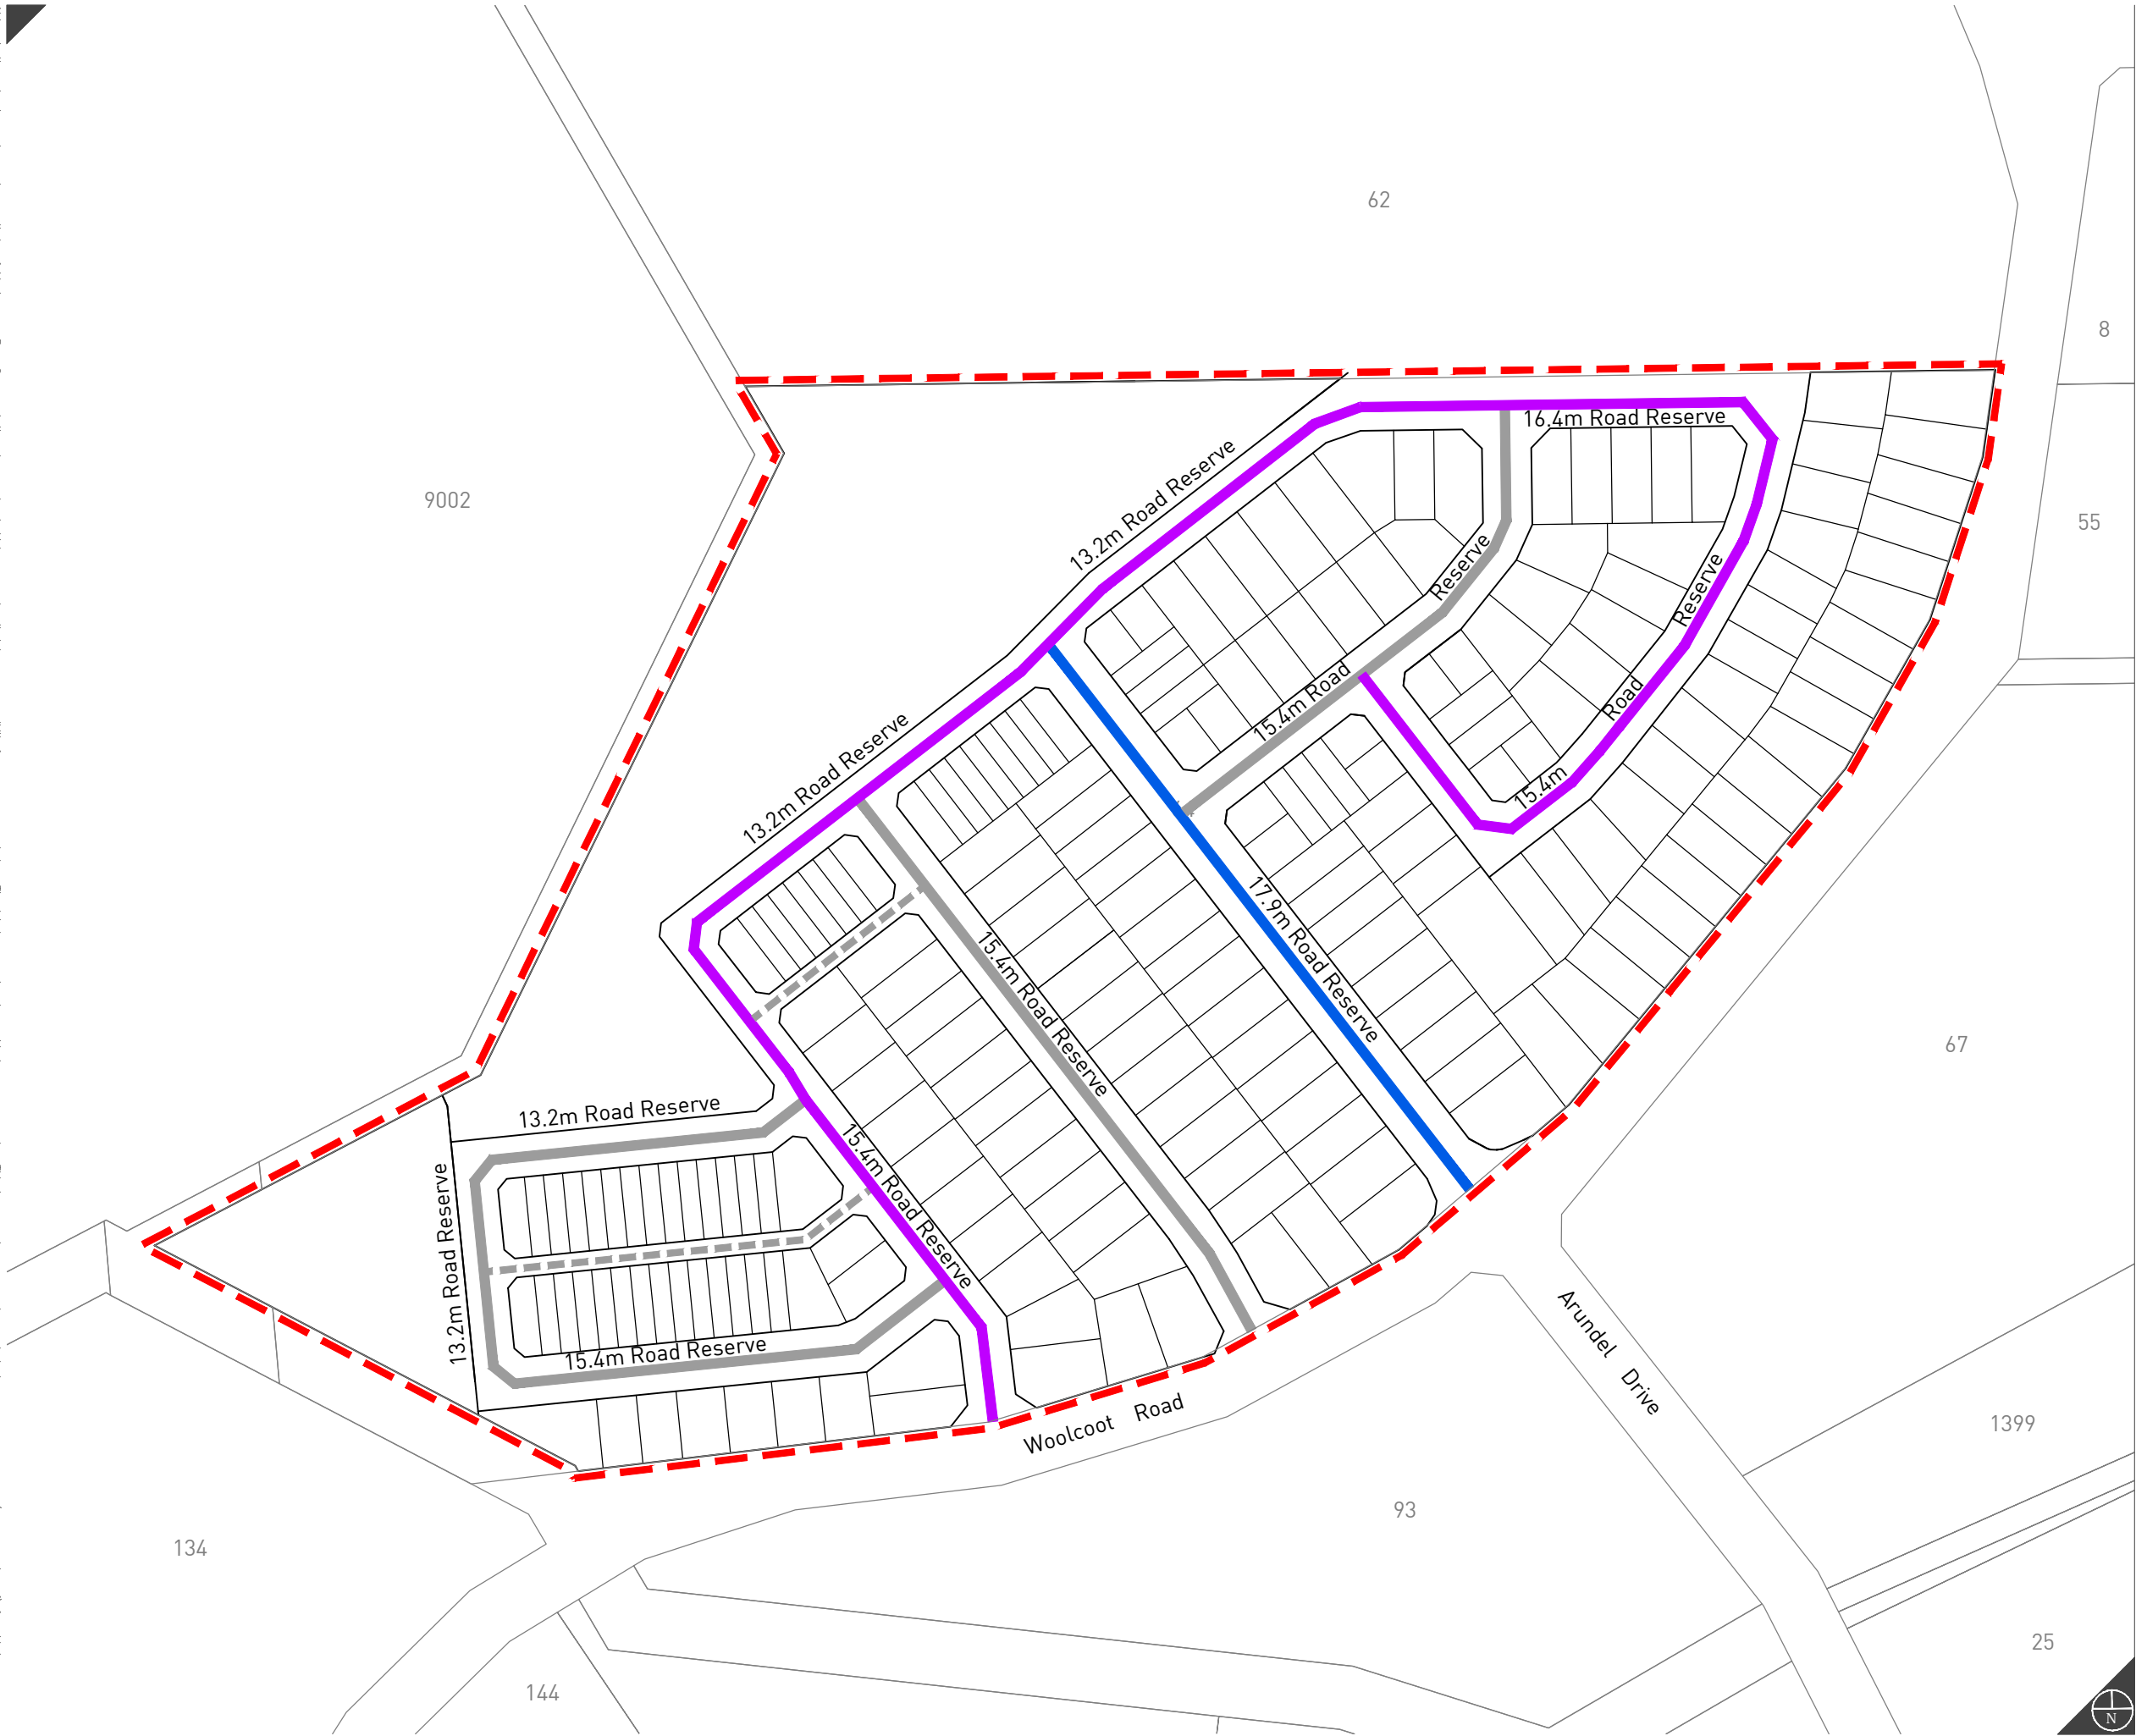 62
8
16.4m Road Reserve
13.2m Road Reserve
9002
55
Reserve
Reserve
15.4m Road
Road
13.2m Road Reserve
15.4m
17.9m Road Reserve
15.4m Road Reserve
67
13.2m Road Reserve
15.4m Road Reserve
13.2m Road Reserve
15.4m Road Reserve
Arundel Drive
Woolcoot Road
1399
93
134
25
144
N